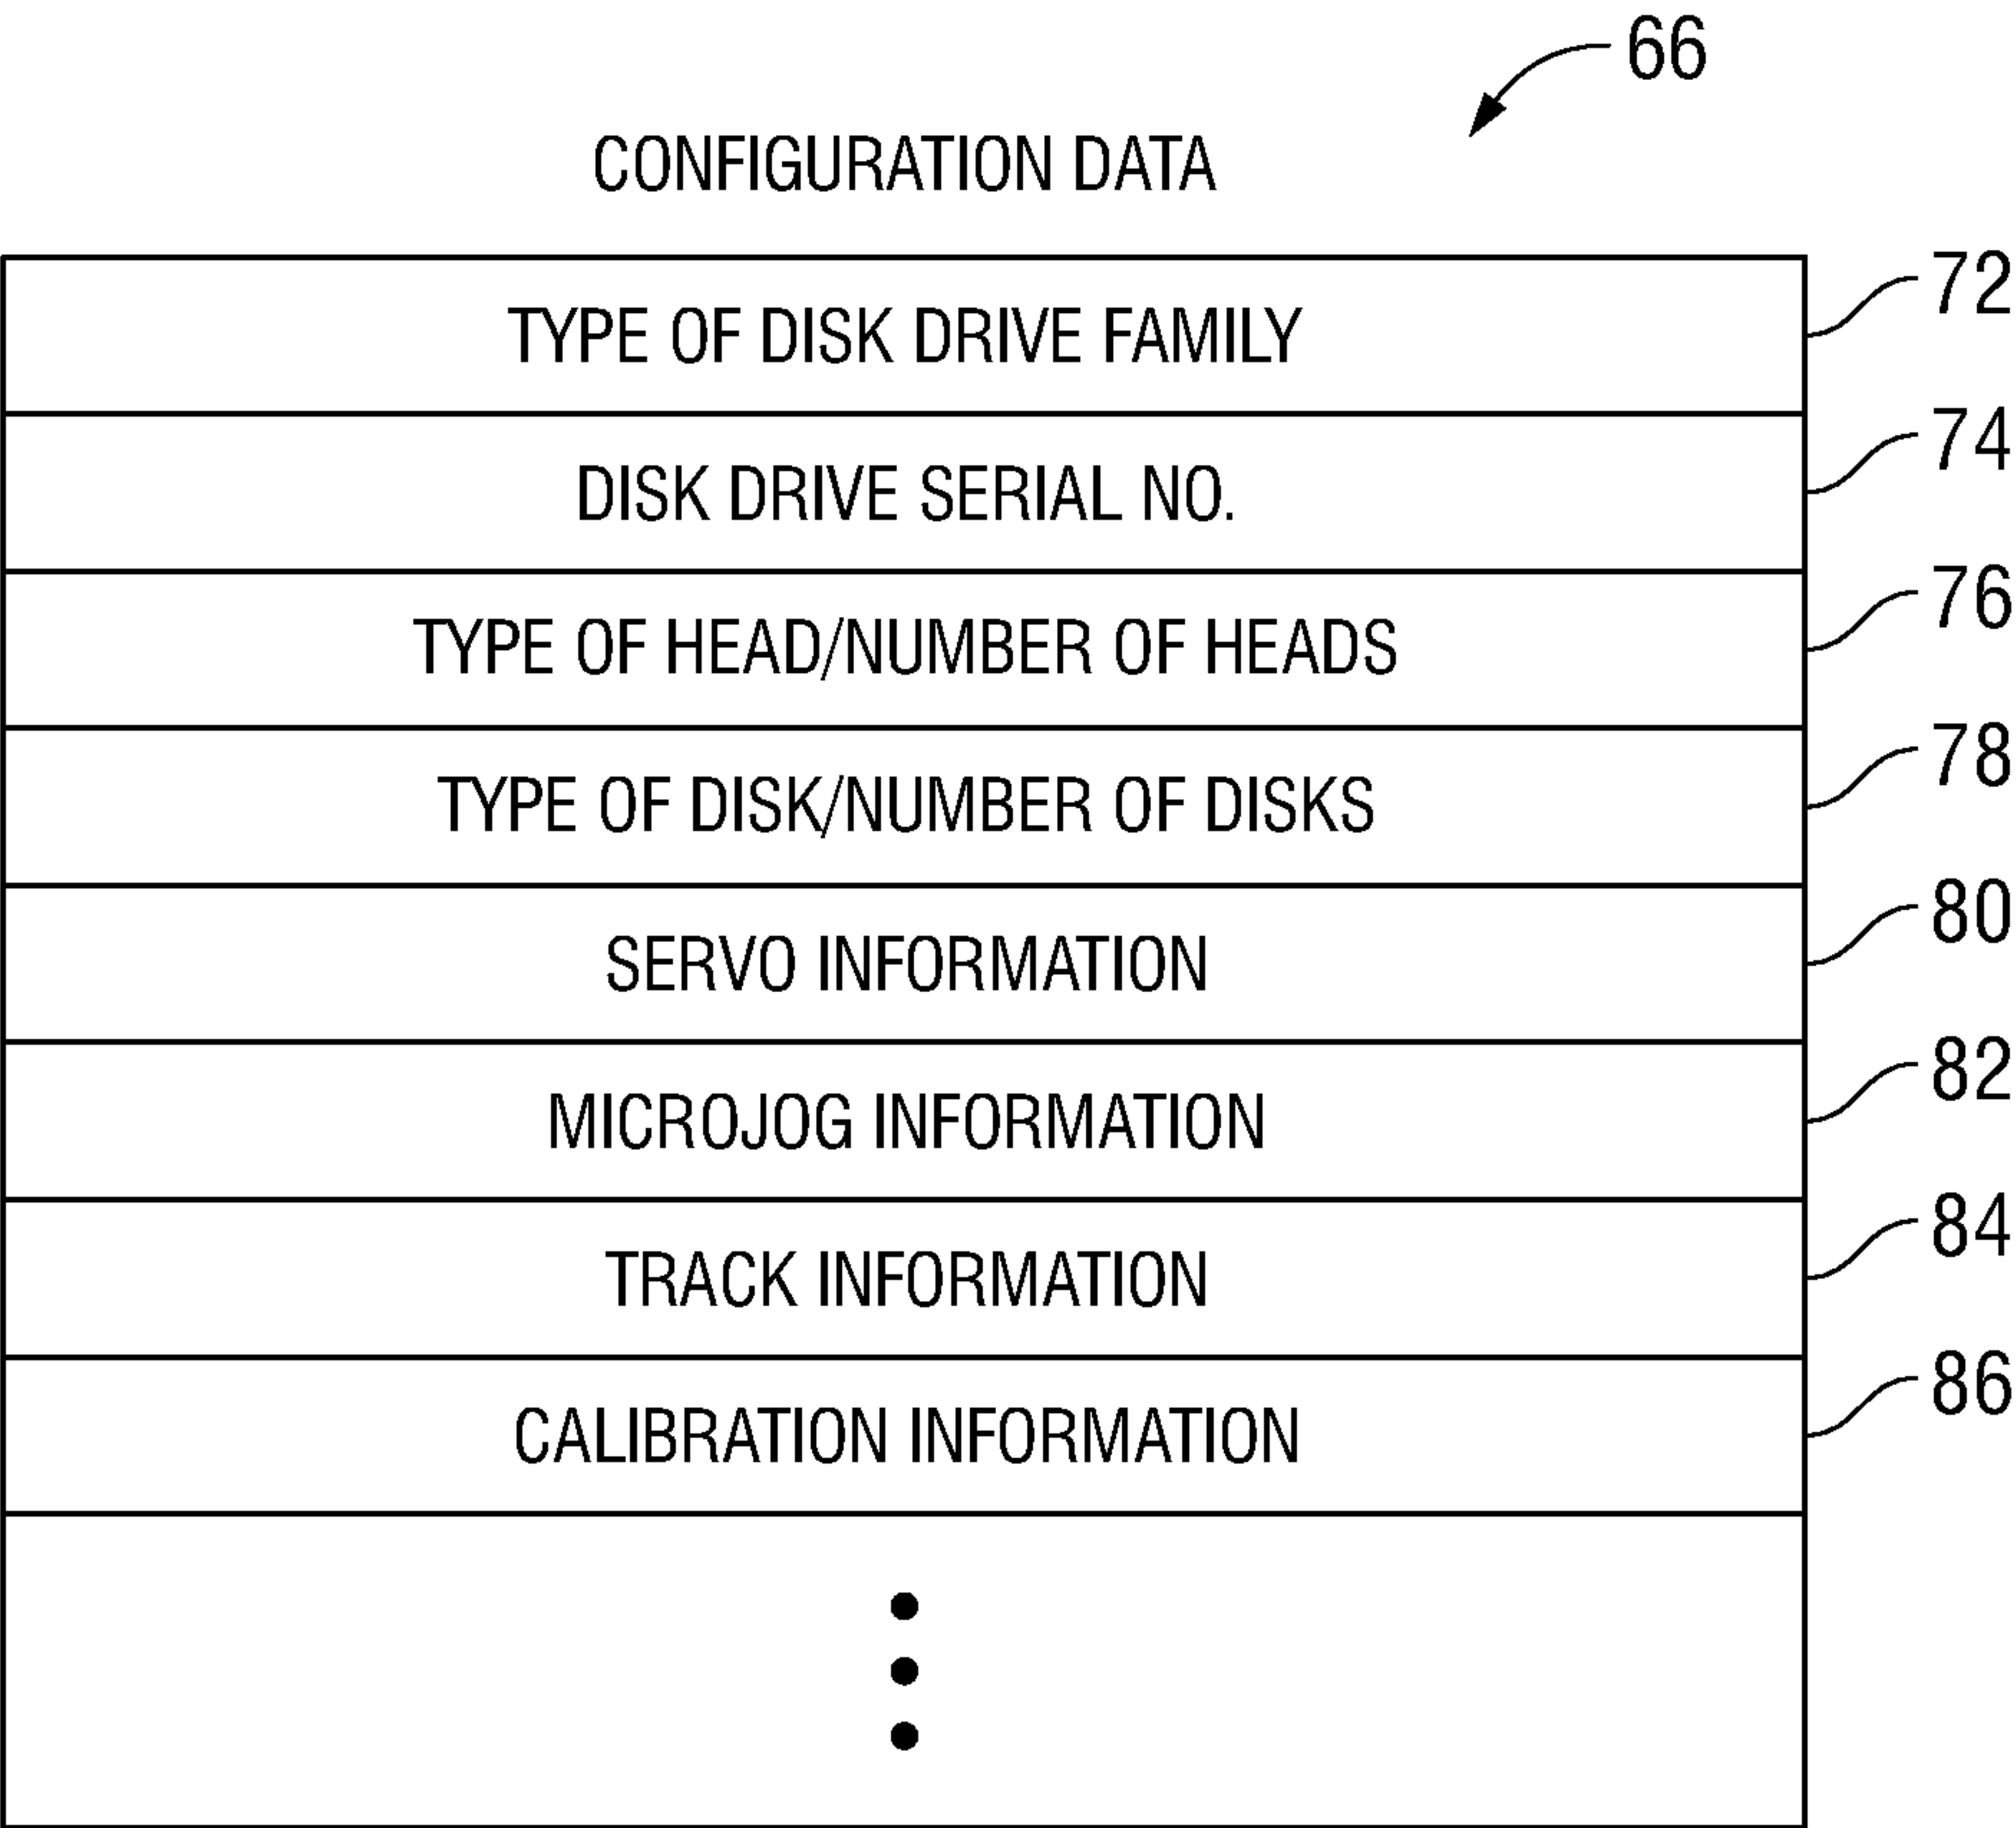 66
CONFIGURATION DATA
TYPE OF DISK DRIVE FAMILY 72
DISK DRIVE SERIAL NO. 74
TYPE OF HEAD/NUMBER OF HEADS 76
TYPE OF DISK/NUMBER OF DISKS 78
SERVO INFORMATION 80
MICROJOG INFORMATION 82
TRACK INFORMATION 84
CALIBRATION INFORMATION 86